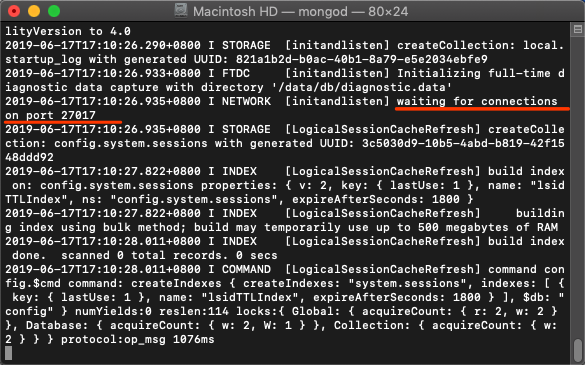 Macintosh HD — mongod — 80×24
lityVersion to 4.0
2019-06-17T17:10:26.290+0800 I STORAGE  [initandlisten] createCollection: local.
startup_log with generated UUID: 821a1b2d-b0ac-40b1-8a79-e5e2034ebfe9
2019-06-17T17:10:26.933+0800 I FTDC     [initandlisten] Initializing full-time d
iagnostic data capture with directory '/data/db/diagnostic.data'
2019-06-17T17:10:26.935+0800 I NETWORK  [initandlisten] waiting for connections
on port 27017
2019-06-17T17:10:26.935+0800 I STORAGE  [LogicalSessionCacheRefresh] createColle
ction: config.system.sessions with generated UUID: 3c5030d9-10b5-4abd-b819-42f15
48ddd92
2019-06-17T17:10:27.822+0800 I INDEX    [LogicalSessionCacheRefresh] build index
 on: config.system.sessions properties: { v: 2, key: { lastUse: 1 }, name: "lsid
TTLIndex", ns: "config.system.sessions", expireAfterSeconds: 1800 }
2019-06-17T17:10:27.822+0800 I INDEX    [LogicalSessionCacheRefresh]     buildin
g index using bulk method; build may temporarily use up to 500 megabytes of RAM
2019-06-17T17:10:28.011+0800 I INDEX    [LogicalSessionCacheRefresh] build index
 done.  scanned 0 total records. 0 secs
2019-06-17T17:10:28.011+0800 I COMMAND  [LogicalSessionCacheRefresh] command con
fig.$cmd command: createIndexes { createIndexes: "system.sessions", indexes: [ {
 key: { lastUse: 1 }, name: "lsidTTLIndex", expireAfterSeconds: 1800 } ], $db: "
config" } numYields:0 reslen:114 locks:{ Global: { acquireCount: { r: 2, w: 2 }
}, Database: { acquireCount: { w: 2, W: 1 } }, Collection: { acquireCount: { w:
2 } } } protocol:op_msg 1076ms